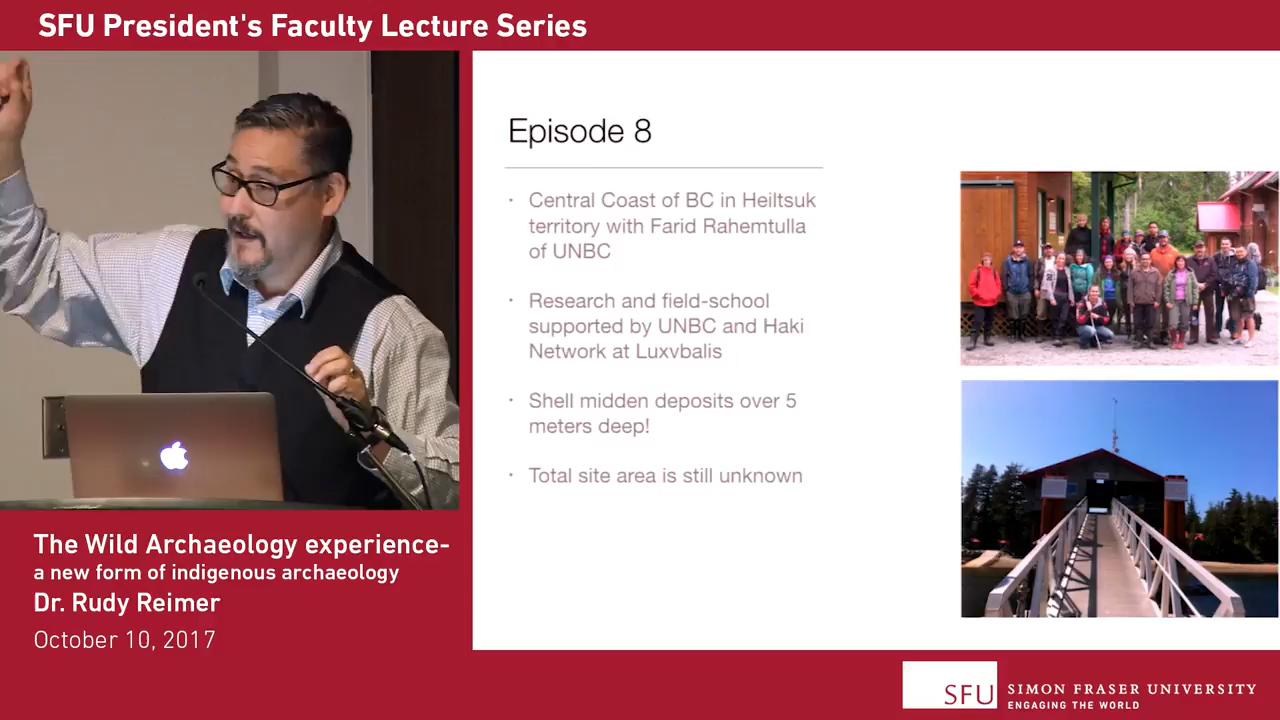 SFU President's Faculty Lecture Series
Episode 8
· Central Coast of BC in Heiltsuk
territory with Farid Rahemtulla
of UNBC
· Research and field-school
supported by UNBC and Haki
Network at Luxvbalis
· Shell midden deposits over 5
meters deep!
· Total site area is still unknown
The Wild Archaeology experience-
a new form of indigenous archaeology
Dr. Rudy Reimer
October 10, 2017
SFU SIMON FRASER UNIVERSITY
ENGAGING THE WORLD